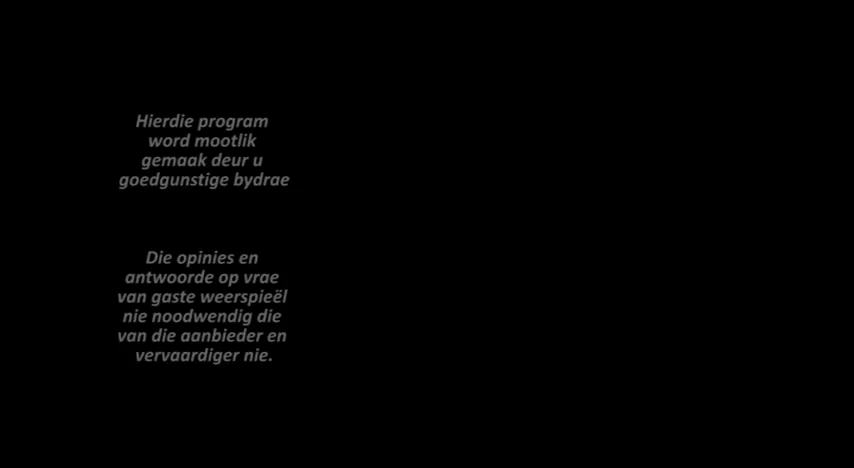 Hierdie program
word mootlik
gemaak deur u
goedgunstige bydrae
Die opinies en
antwoorde op vrae
van gaste weerspieël
nie noodwendig die
van die aanbieder en
vervaardiger nie.